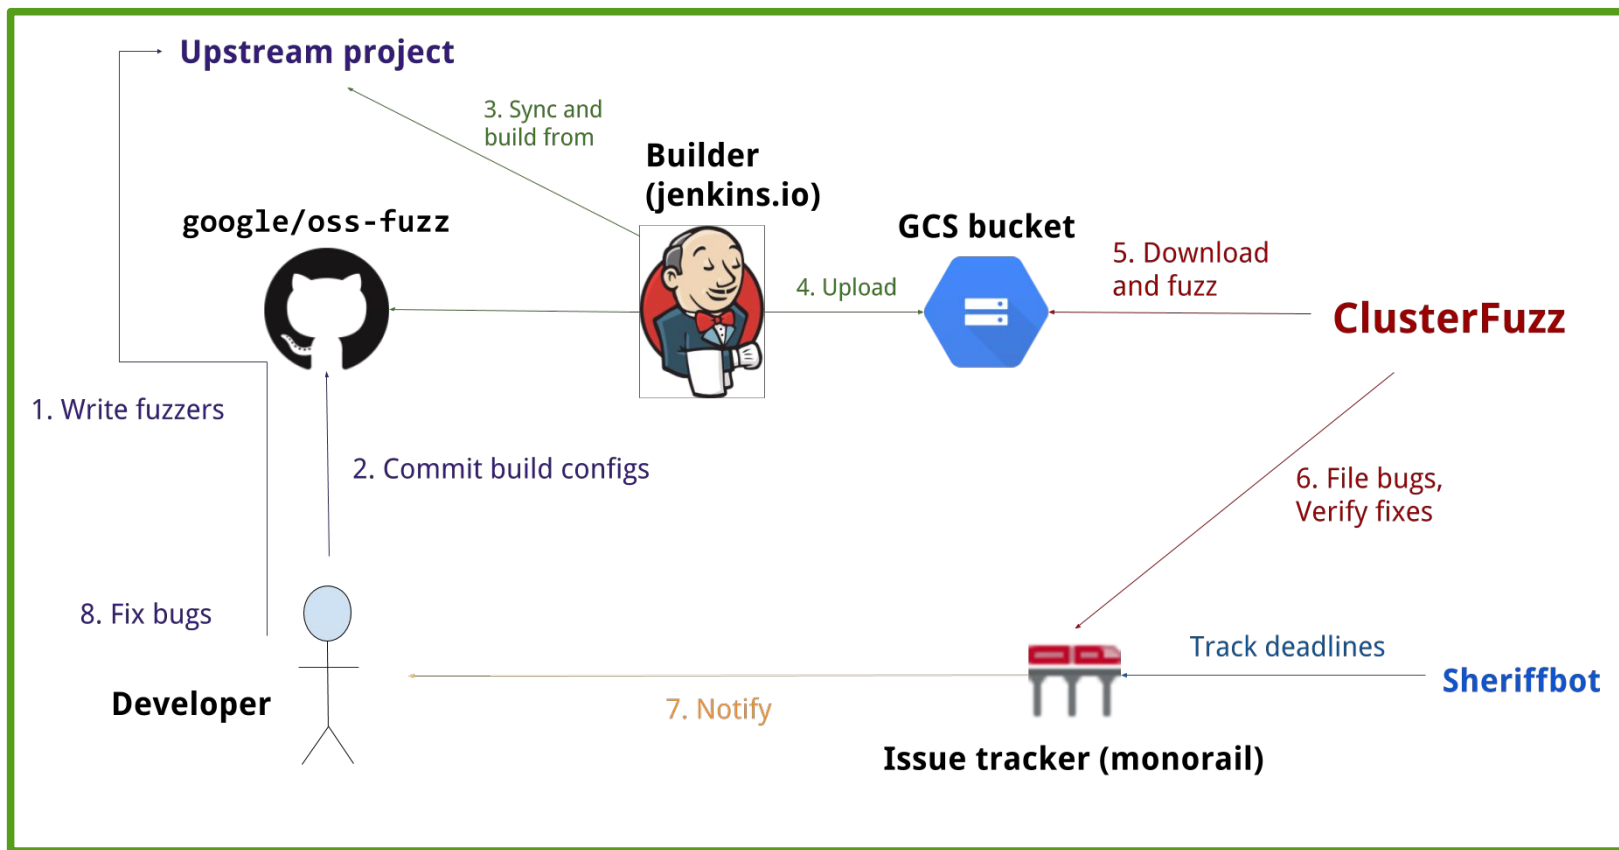 Upstream project
3. Sync and
build from
Builder
(jenkins.io)
google/oss-fuzz
GCS bucket
4. Upload
5. Download
and fuzz
ClusterFuzz
1. Write fuzzers
2. Commit build configs
6. File bugs,
Verify fixes
8. Fix bugs
Developer
7. Notify
Track deadlines
Sheriffbot
Issue tracker (monorail)